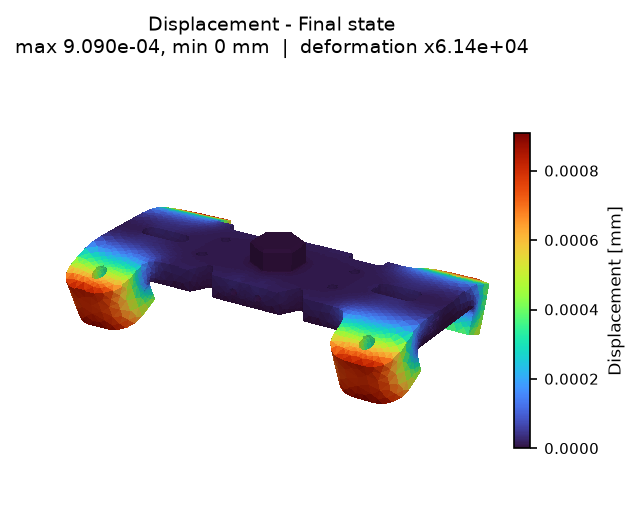 Displacement - Final state
max 9.090e-04, min 0 mm  |  deformation x6.14e+04
0.0008
0.0006
0.0004
0.0002
0.0000
Displacement [mm]